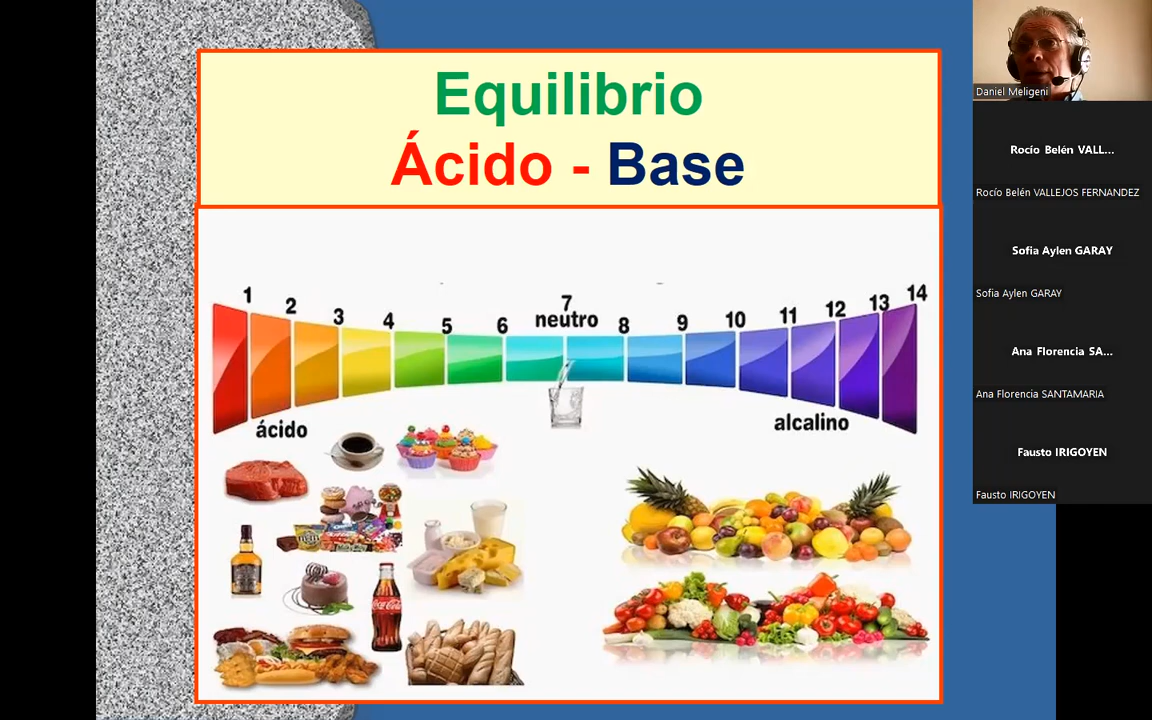 Equilibrio
Ácido - Base
1
2
3
4
5
6
7
neutro
8
9
10
11
12
13
14
ácido
alcalino
Coca-Cola
Daniel Meligeni
Rocío Belén VALL...
Rocío Belén VALLEJOS FERNANDEZ
Sofia Aylen GARAY
Sofia Aylen GARAY
Ana Florencia SA...
Ana Florencia SANTAMARIA
Fausto IRIGOYEN
Fausto IRIGOYEN